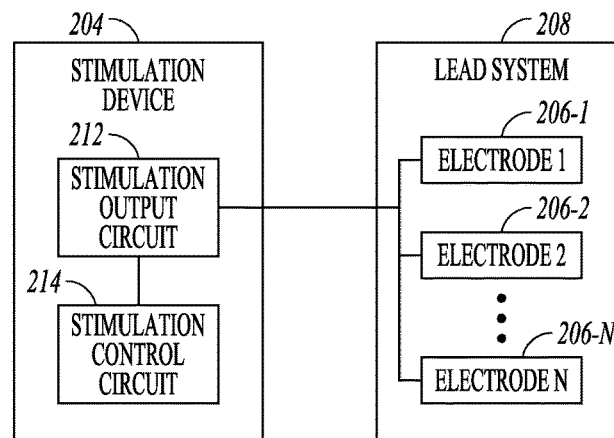 204
STIMULATION
DEVICE
212
STIMULATION
OUTPUT
CIRCUIT
214
STIMULATION
CONTROL
CIRCUIT
208
LEAD SYSTEM
206-1
ELECTRODE 1
206-2
ELECTRODE 2
206-N
ELECTRODE N